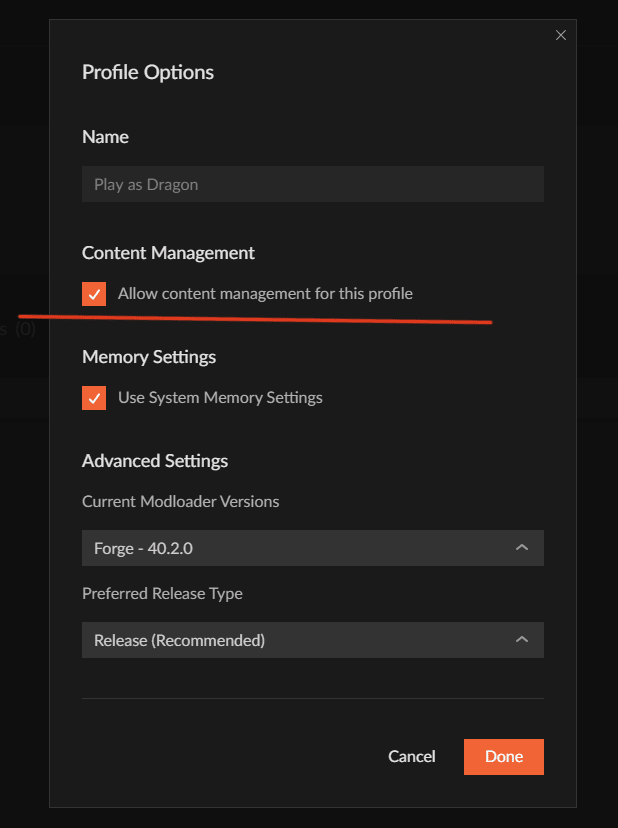 Profile Options
Name
Play as Dragon
Content Management
Allow content management for this profile
s (0)
Memory Settings
Use System Memory Settings
Advanced Settings
Current Modloader Versions
Forge - 40.2.0
Preferred Release Type
Release (Recommended)
Cancel Done